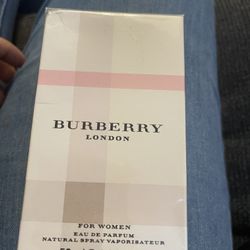 BURBERRY
LONDON
FOR WOMEN
EAU DE PARFUM
NATURAL SPRAY VAPORISATEUR